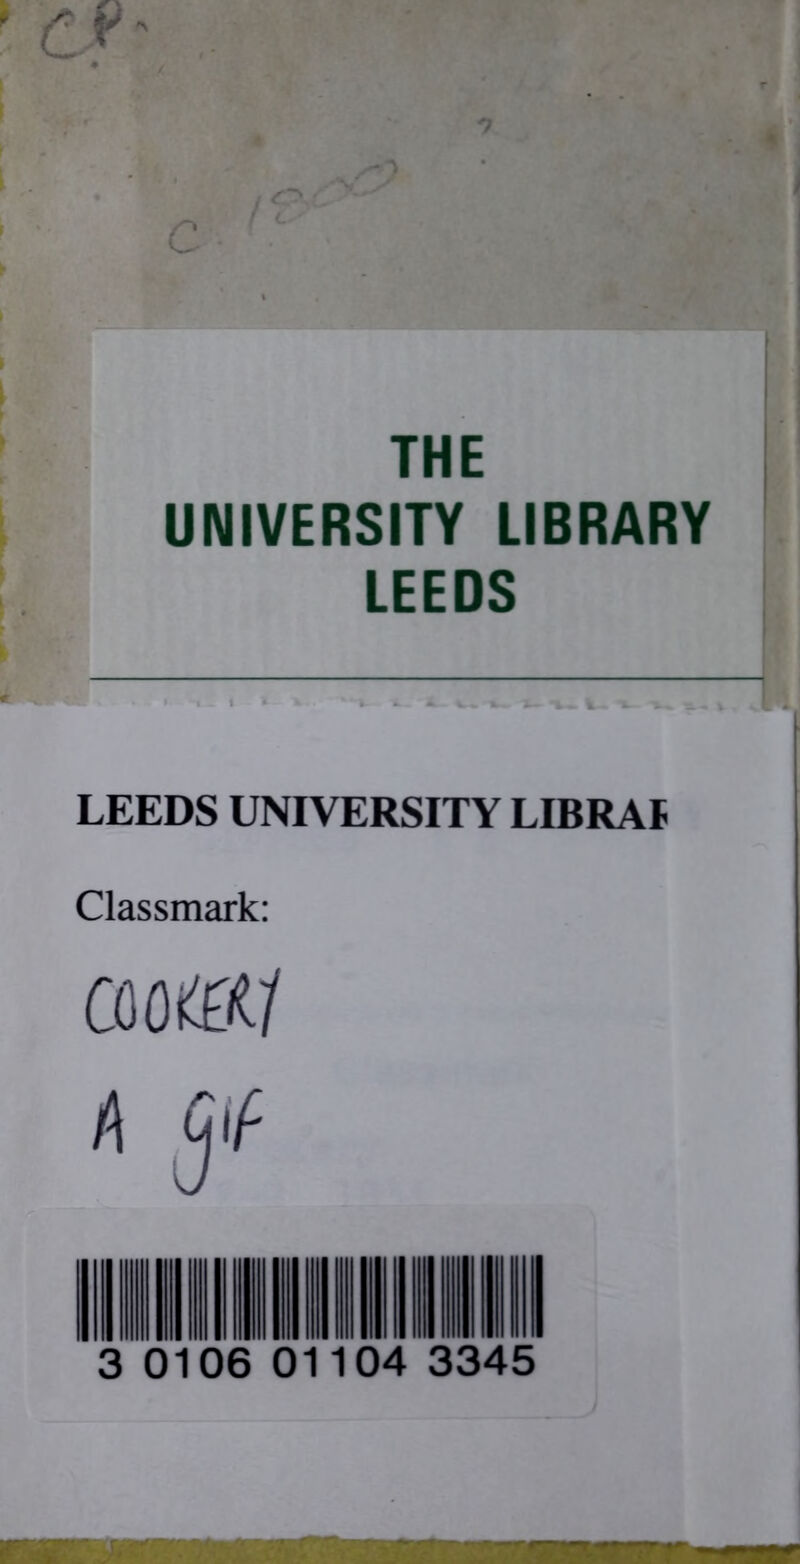 CP.
?
C 1800
THE
UNIVERSITY LIBRARY
LEEDS
LEEDS UNIVERSITY LIBRAR
Classmark:
COOKERY
A GIF
3 0106 01104 3345